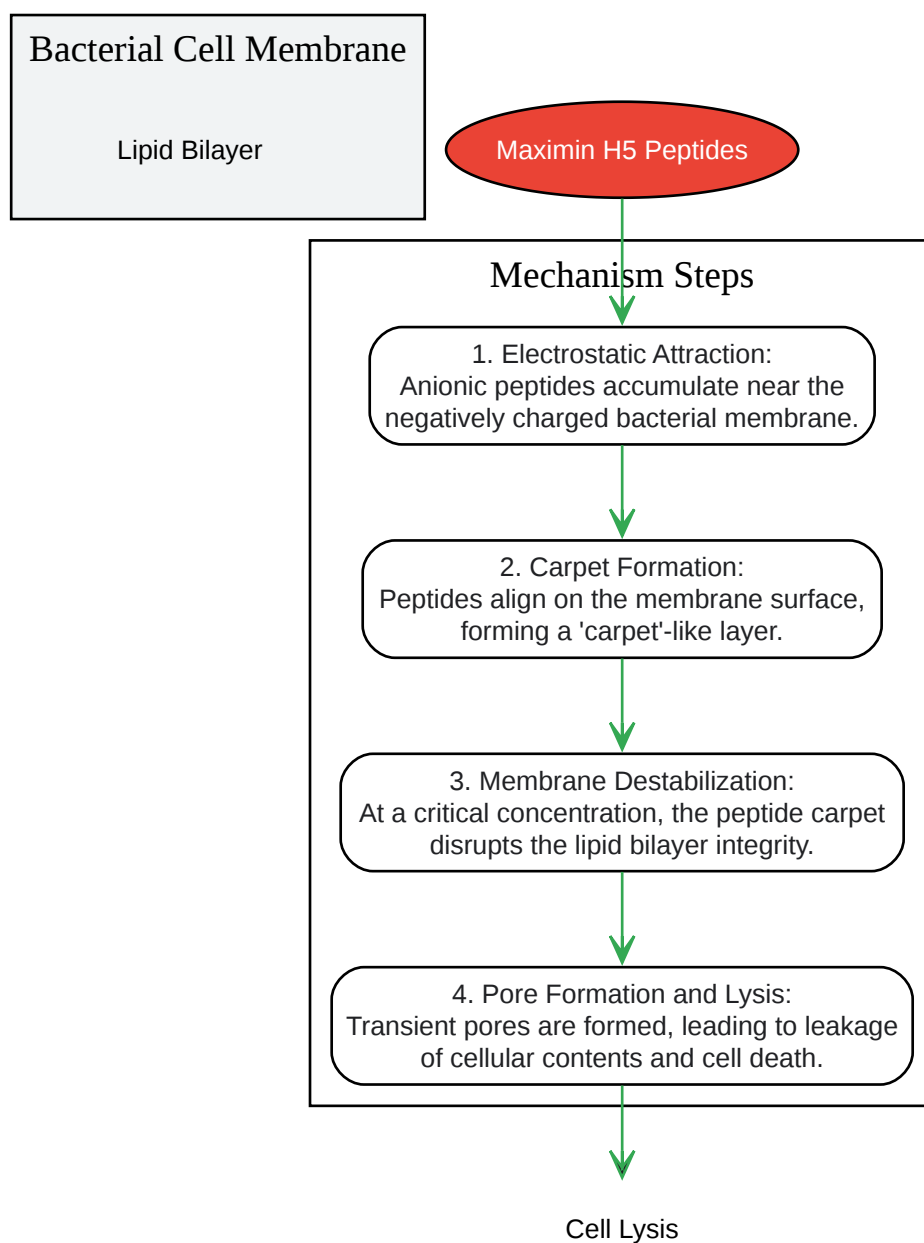 Bacterial Cell Membrane
Lipid Bilayer
Maximin H5 Peptides
Mechanism Steps
1. Electrostatic Attraction:
Anionic peptides accumulate near the
negatively charged bacterial membrane.
2. Carpet Formation:
Peptides align on the membrane surface,
forming a 'carpet'-like layer.
3. Membrane Destabilization:
At a critical concentration, the peptide carpet
disrupts the lipid bilayer integrity.
4. Pore Formation and Lysis:
Transient pores are formed, leading to leakage
of cellular contents and cell death.
Cell Lysis